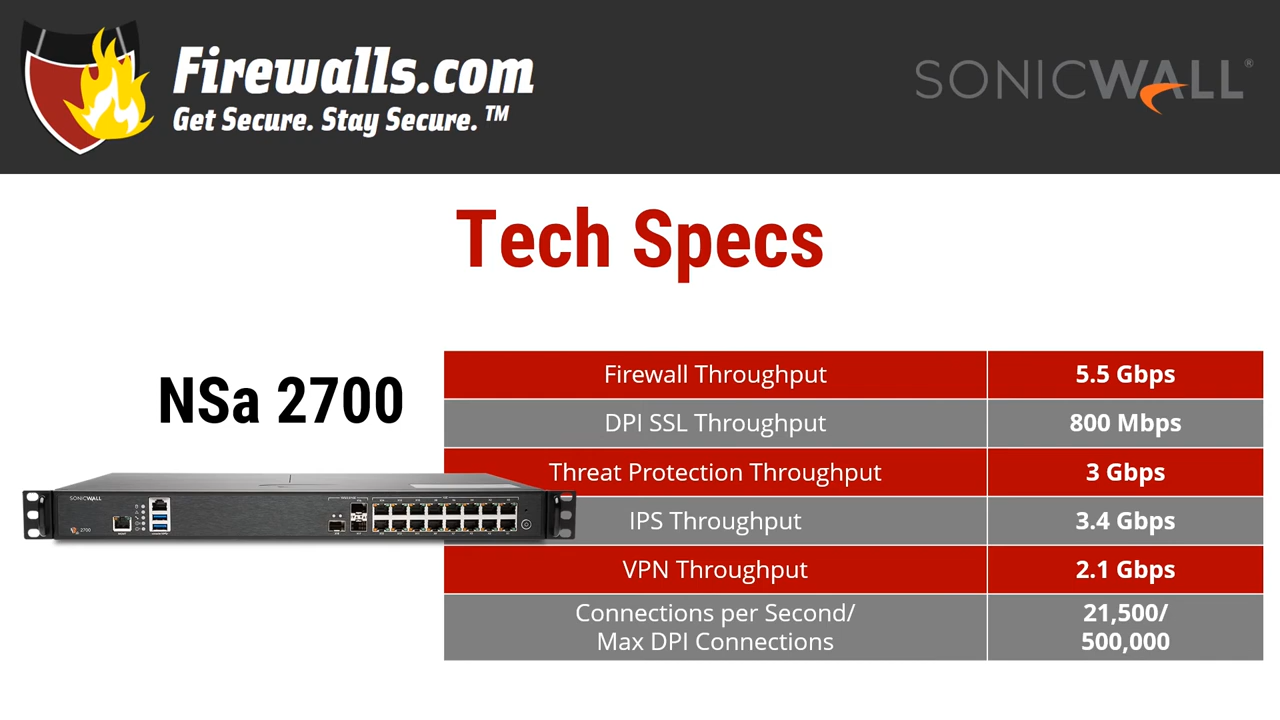 Firewalls.com
Get Secure. Stay Secure.™
SONICWALL®
Tech Specs
NSa 2700
Firewall Throughput 5.5 Gbps
DPI SSL Throughput 800 Mbps
Threat Protection Throughput 3 Gbps
IPS Throughput 3.4 Gbps
VPN Throughput 2.1 Gbps
Connections per Second/ 21,500/
Max DPI Connections 500,000
SONICWALL
2700